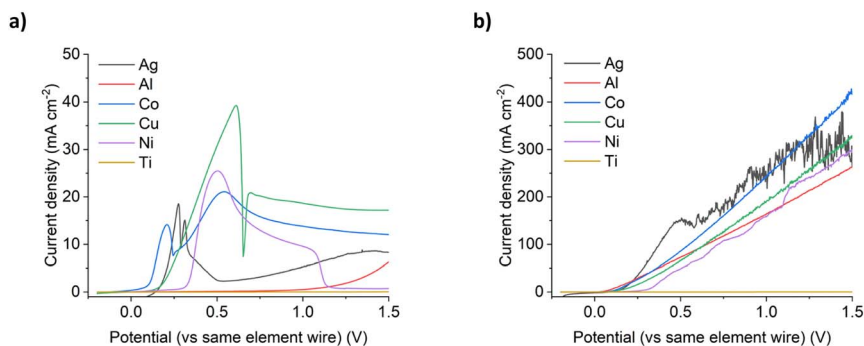 a)
50
40
30
20
10
0
Current density (mA cm⁻²)
Ag
Al
Co
Cu
Ni
Ti
0.0 0.5 1.0 1.5
Potential (vs same element wire) (V)
b)
500
400
300
200
100
0
Current density (mA cm⁻²)
Ag
Al
Co
Cu
Ni
Ti
0.0 0.5 1.0 1.5
Potential (vs same element wire) (V)